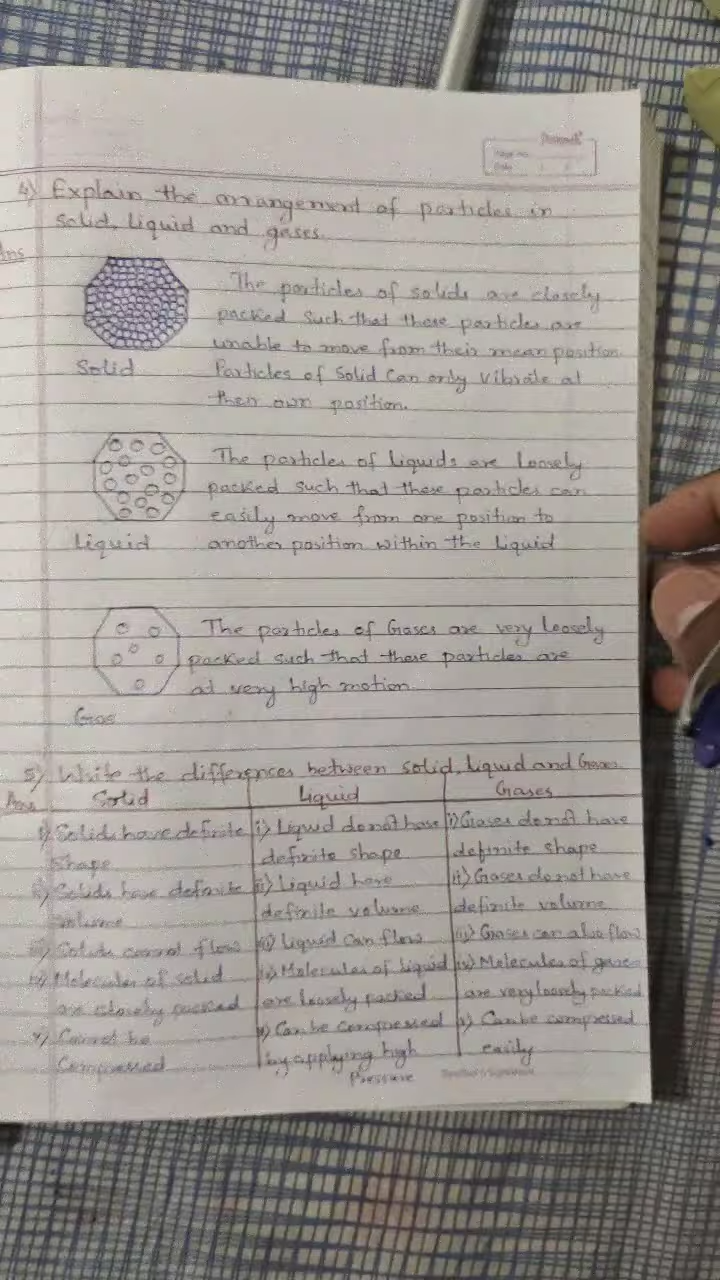 4) Explain the arrangement of particles in
solid, liquid and gases.
Ans
The particles of solids are closely
packed such that these particles are
unable to move from their mean position.
Solid
Particles of solid can only vibrate at
their own position.
The particles of liquids are loosely
packed such that these particles can
easily move from one position to
Liquid
another position within the liquid
The particles of Gases are very loosely
packed such that these particles are
at very high motion.
Gas
5) Write the differences between solid, liquid and Gases.
Ans Solid Liquid Gases
i) Solids have definite i) Liquid do not have i) Gases do not have
shape definite shape definite shape
ii) Solids have definite ii) Liquid have ii) Gases do not have
volume definite volume definite volume
iii) Solids cannot flow iii) Liquid can flow iii) Gases can also flow
iv) Molecules of solid iv) Molecules of liquid iv) Molecules of gases
are closely packed are loosely packed are very loosely packed
v) Cannot be v) Can be compressed v) Can be compressed
compressed by applying high easily
Pressure